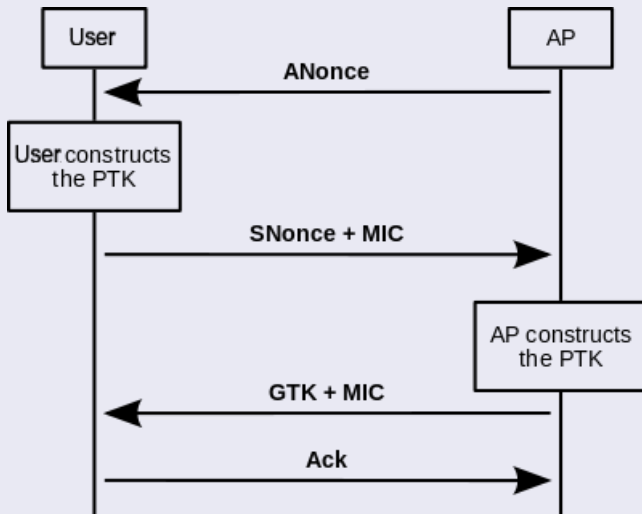 User
AP
ANonce
User constructs
the PTK
SNonce + MIC
AP constructs
the PTK
GTK + MIC
Ack